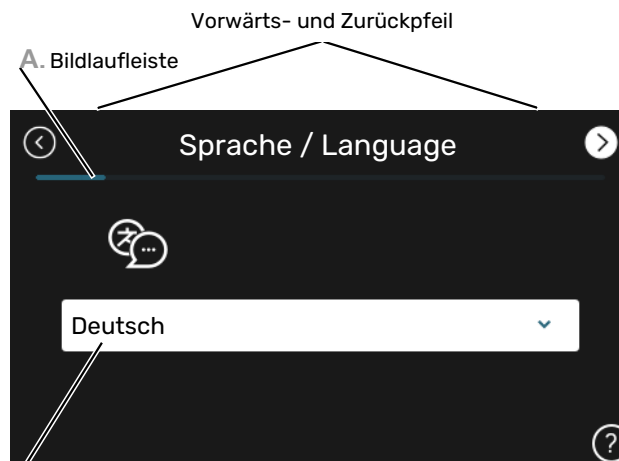 Vorwärts- und Zurückpfeil
A. Bildlaufleiste
Sprache / Language
Deutsch
?